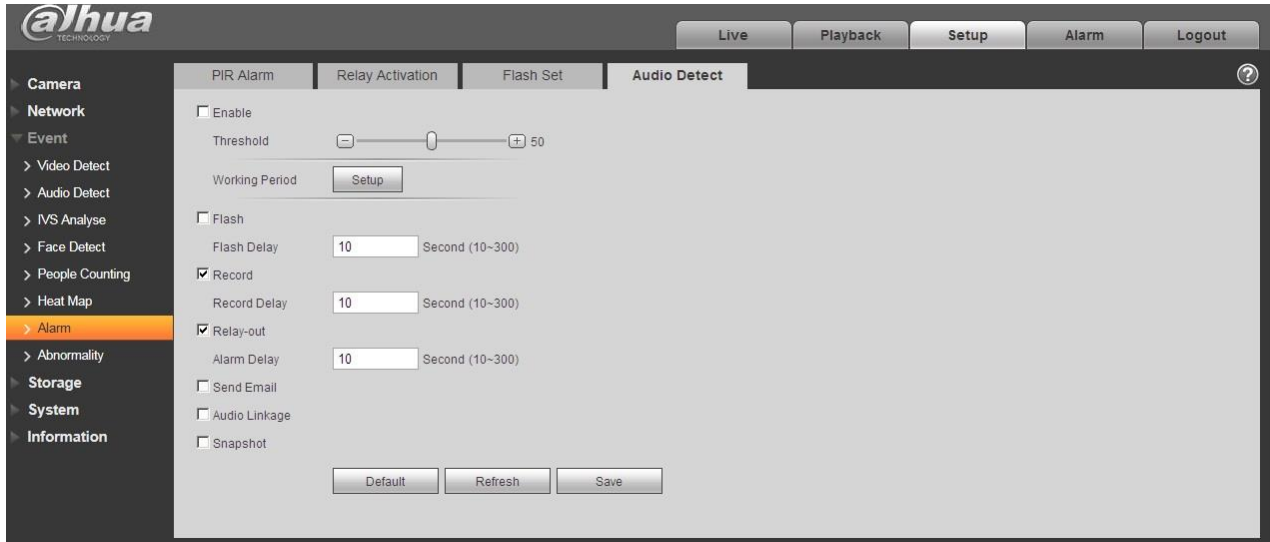 alhua
TECHNOLOGY
Live Playback Setup Alarm Logout
PIR Alarm Relay Activation Flash Set Audio Detect ?
Camera
Network
Event
Video Detect
Audio Detect
IVS Analyse
Face Detect
People Counting
Heat Map
Alarm
Abnormality
Storage
System
Information
Enable
Threshold 50
Working Period Setup
Flash
Flash Delay 10 Second (10~300)
Record
Record Delay 10 Second (10~300)
Relay-out
Alarm Delay 10 Second (10~300)
Send Email
Audio Linkage
Snapshot
Default Refresh Save